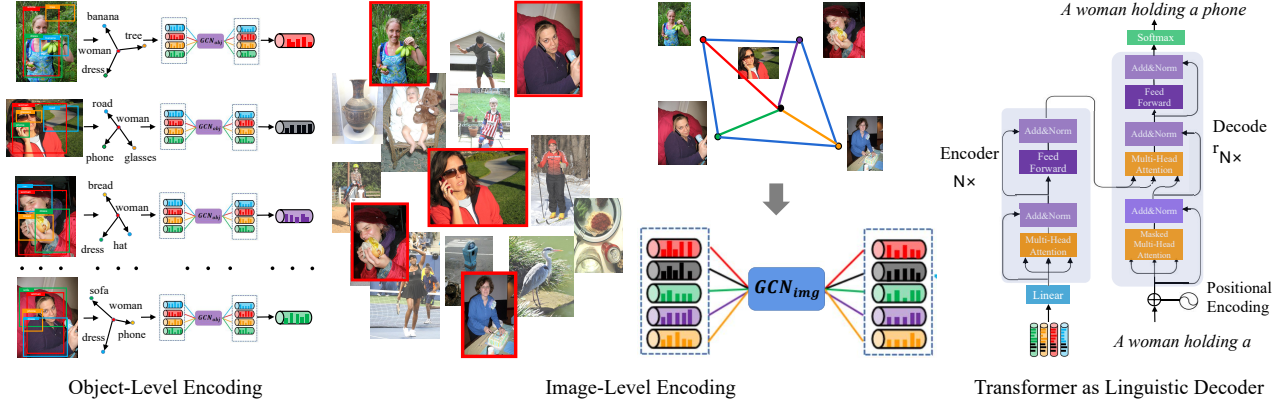 banana
tree
woman
dress
GCN_obj
road
woman
phone
glasses
GCN_obj
bread
woman
dress
hat
GCN_obj
. . . . . . . . . . .
sofa
woman
dress
phone
GCN_obj
Object-Level Encoding
GCN_img
Image-Level Encoding
A woman holding a phone
Softmax
Add&Norm
Feed
Forward
Add&Norm
Multi-Head
Attention
Add&Norm
Masked
Multi-Head
Attention
Decode
rN×
Encoder
N×
Add&Norm
Feed
Forward
Add&Norm
Multi-Head
Attention
Linear
Positional
Encoding
A woman holding a
Transformer as Linguistic Decoder